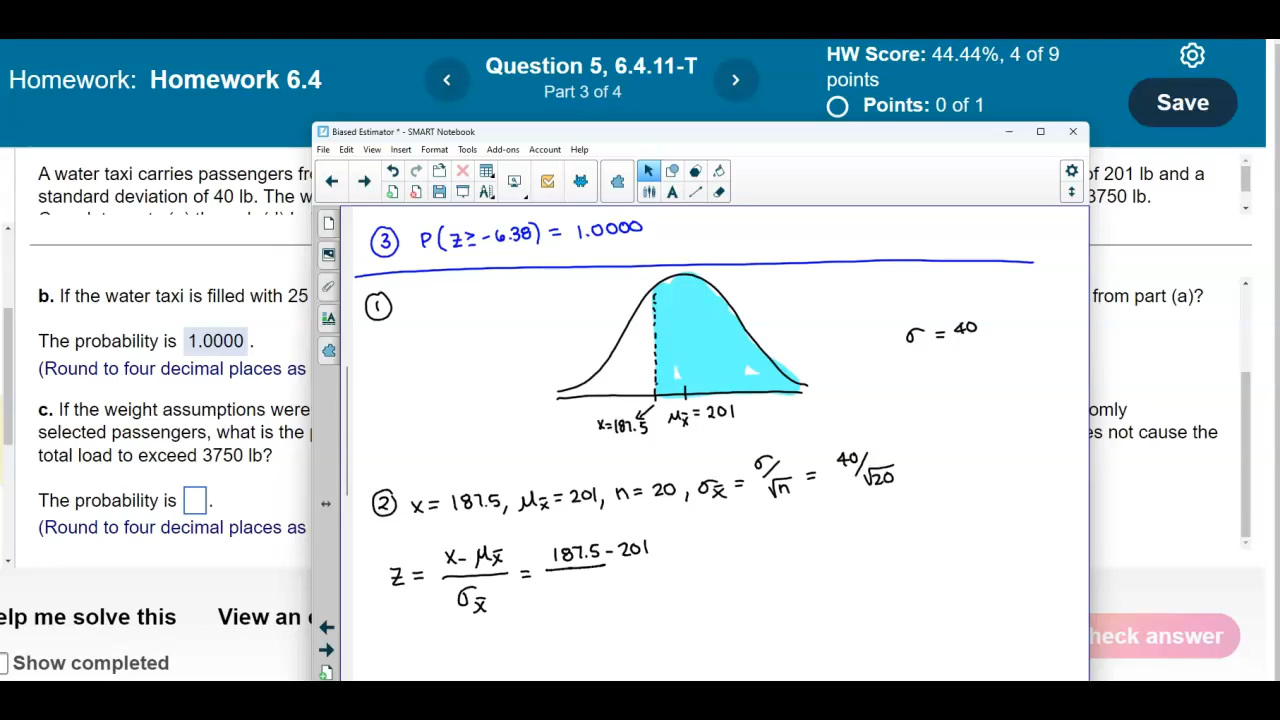 Homework: Homework 6.4
Question 5, 6.4.11-T
Part 3 of 4
HW Score: 44.44%, 4 of 9
points
Points: 0 of 1
Save
Biased Estimator * - SMART Notebook
File Edit View Insert Format Tools Add-ons Account Help
A water taxi carries passengers of 201 lb and a
standard deviation of 40 lb. The 3750 lb.
b. If the water taxi is filled with 25 from part (a)?
The probability is 1.0000 .
(Round to four decimal places as
c. If the weight assumptions were omly
selected passengers, what is the es not cause the
total load to exceed 3750 lb?
The probability is .
(Round to four decimal places as
elp me solve this View an
Show completed
heck answer
③ P(z ≥ -6.38) = 1.0000
①
σ = 40
x=187.5 μx̄ = 201
② x = 187.5, μx̄ = 201, n = 20, σx̄ = σ/√n = 40/√20
z = x - μx̄ / σx̄ = 187.5 - 201